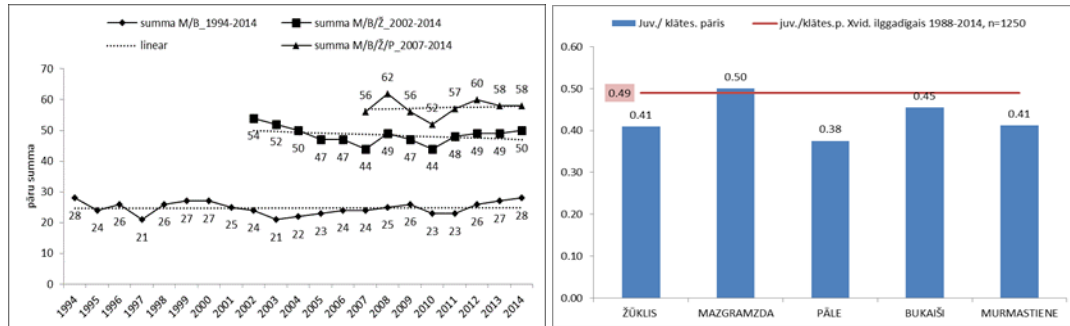 summa M/B_1994-2014
summa M/B/Ž_2002-2014
linear
summa M/B/Ž/P_2007-2014
pāru summa
70
60
50
40
30
20
10
0
56 62 56 52 57 60 58 58
54 52 50 47 47 44 49 47 44 48 49 49 50
28 24 26 21 26 27 27 25 24 21 22 23 24 24 25 26 23 23 26 27 28
1994 1995 1996 1997 1998 1999 2000 2001 2002 2003 2004 2005 2006 2007 2008 2009 2010 2011 2012 2013 2014
Juv./ klātes. pāris
juv./klātes.p. Xvid. ilggadīgais 1988-2014, n=1250
0.60
0.50
0.40
0.30
0.20
0.10
0.00
0.49
0.41 0.50 0.38 0.45 0.41
ŽŪKLIS MAZGRAMZDA PĀLE BUKAIŠI MURMASTIENE